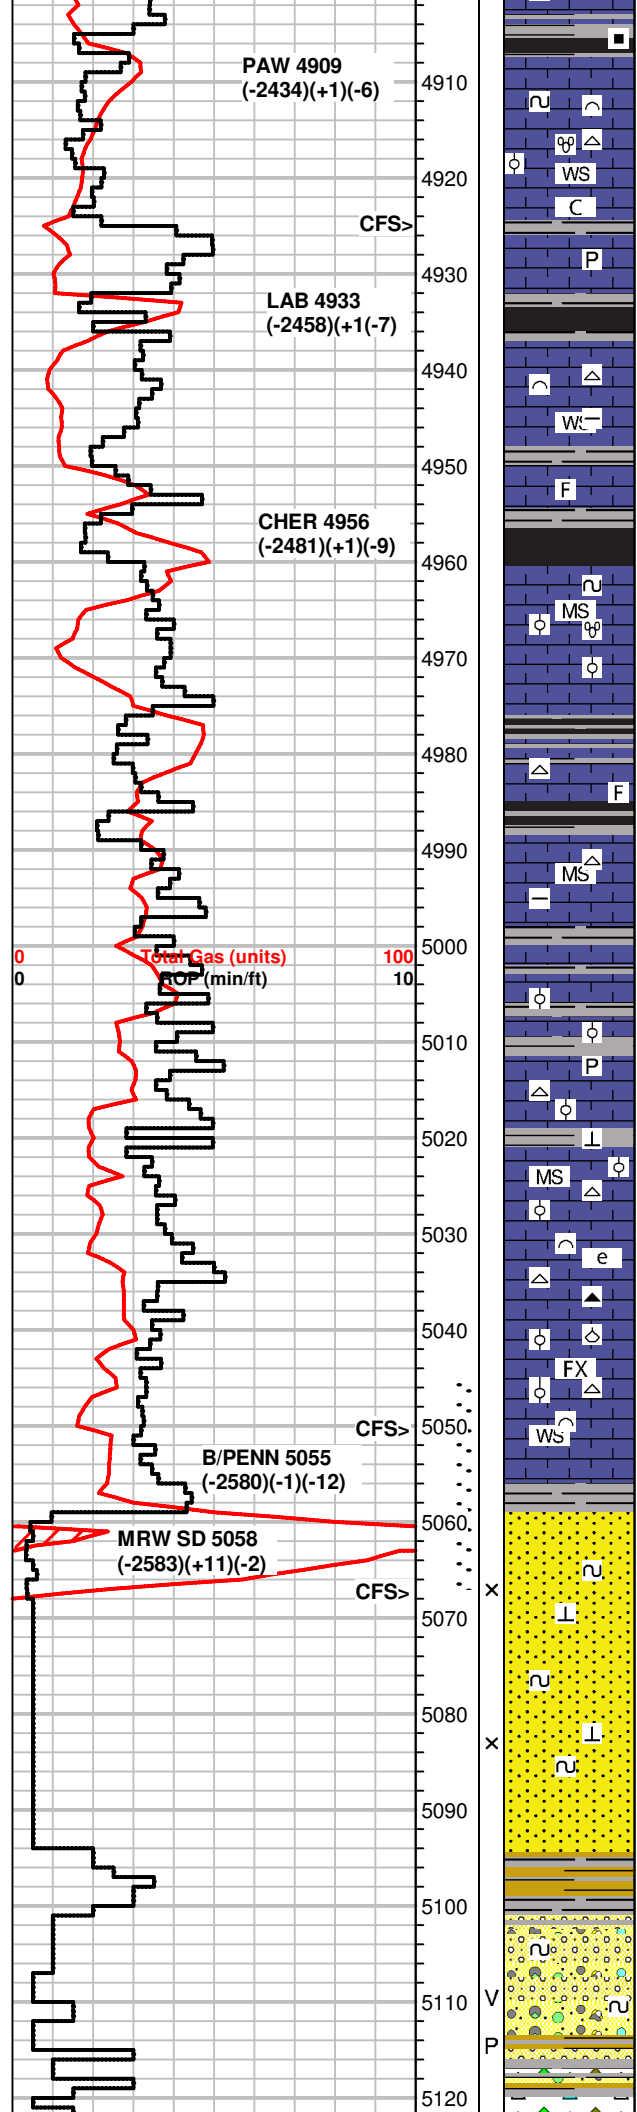 PAW 4909
(-2434)(+1)(-6)
4910
4920
WS
C
CFS>
P
4930
LAB 4933
(-2458)(+1(-7)
4940
WS
4950
F
CHER 4956
(-2481)(+1)(-9)
4960
MS
4970
4980
F
4990
MS
5000
0 Total Gas (units) 100
0 ROP (min/ft) 10
5010
P
5020
MS
5030
e
5040
FX
CFS>
5050
WS
B/PENN 5055
(-2580)(-1)(-12)
5060
MRW SD 5058
(-2583)(+11)(-2)
CFS>
x
5070
5080
x
5090
5100
V
5110
P
5120